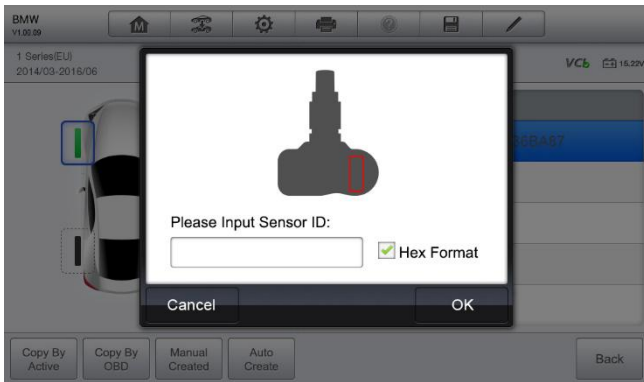 BMW
V1.08.09
M
?
1 Series(EU)
2014/03-2016/06
VCb
15.22V
Please Input Sensor ID:
Hex Format
Cancel
OK
Copy By
Active
Copy By
OBD
Manual
Created
Auto
Create
Back